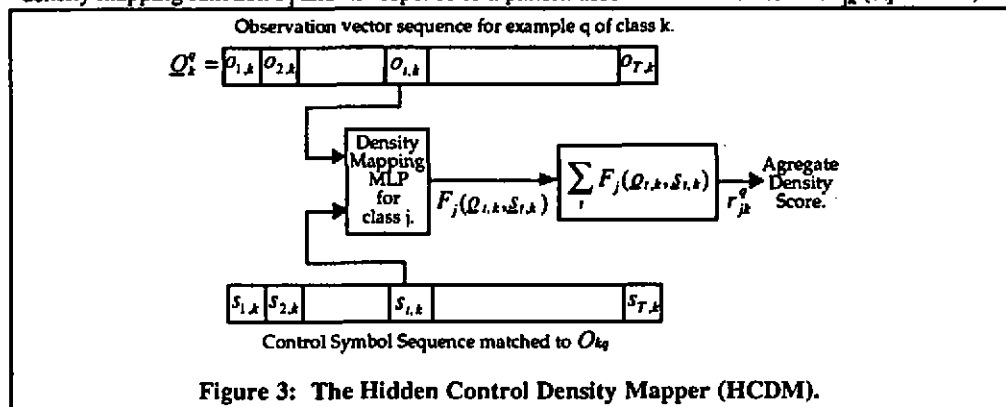 Observation vector sequence for example q of class k.
Q_k^q = O_{1,k} O_{2,k} O_{t,k} O_{T,k}
Density
Mapping
MLP
for
class j.
F_j(Q_{t,k}, S_{t,k})
∑_t F_j(Q_{t,k}, S_{t,k})
r_{jk}^q
Agregate
Density
Score.
S_{1,k} S_{2,k} S_{t,k} S_{T,k}
Control Symbol Sequence matched to O_{kq}
Figure 3: The Hidden Control Density Mapper (HCDM).